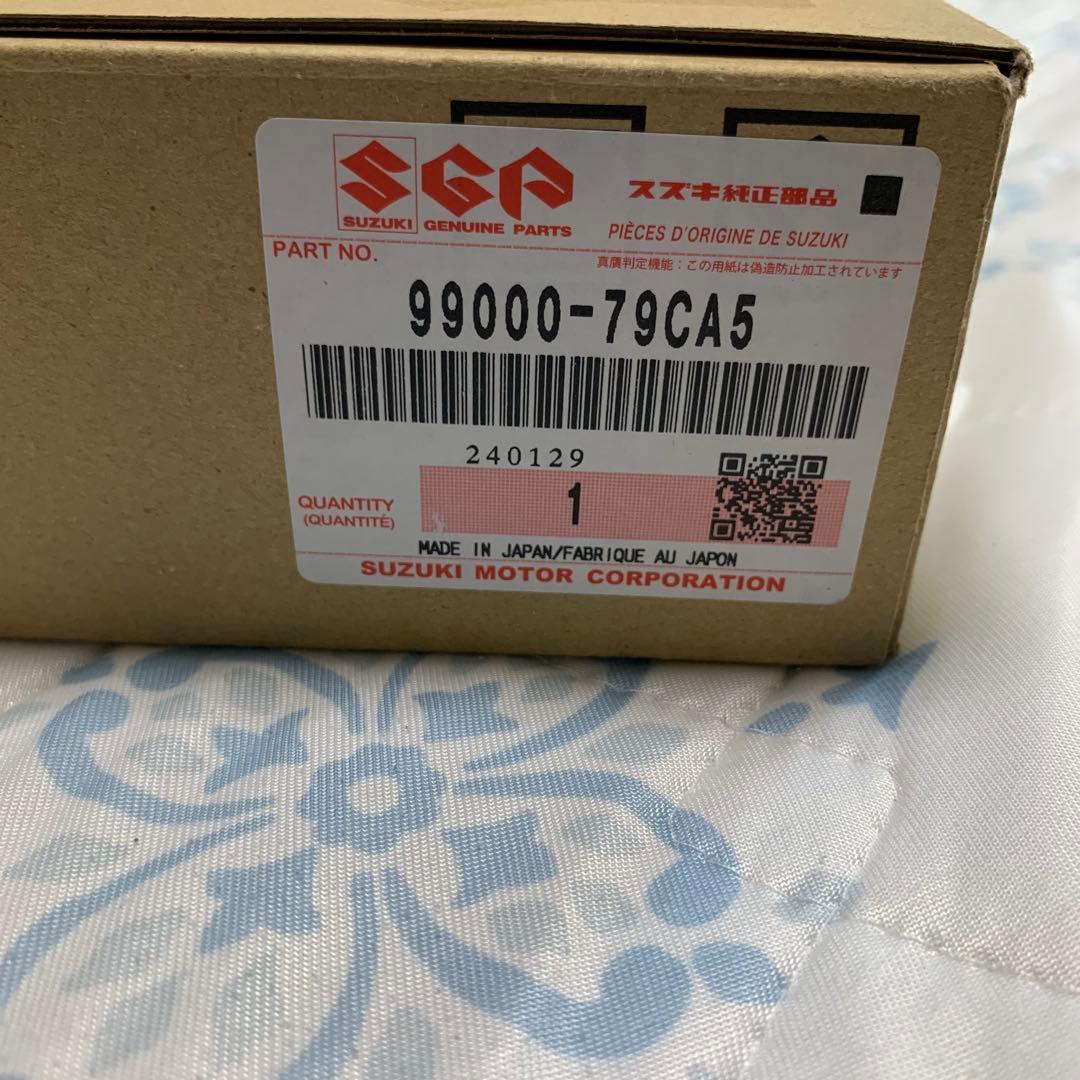 SGP
SUZUKI GENUINE PARTS
スズキ純正部品
PIÈCES D'ORIGINE DE SUZUKI
PART NO.
真贋判定機能：この用紙は偽造防止加工されています
99000-79CA5
240129
QUANTITY
(QUANTITÉ)
1
MADE IN JAPAN/FABRIQUE AU JAPON
SUZUKI MOTOR CORPORATION